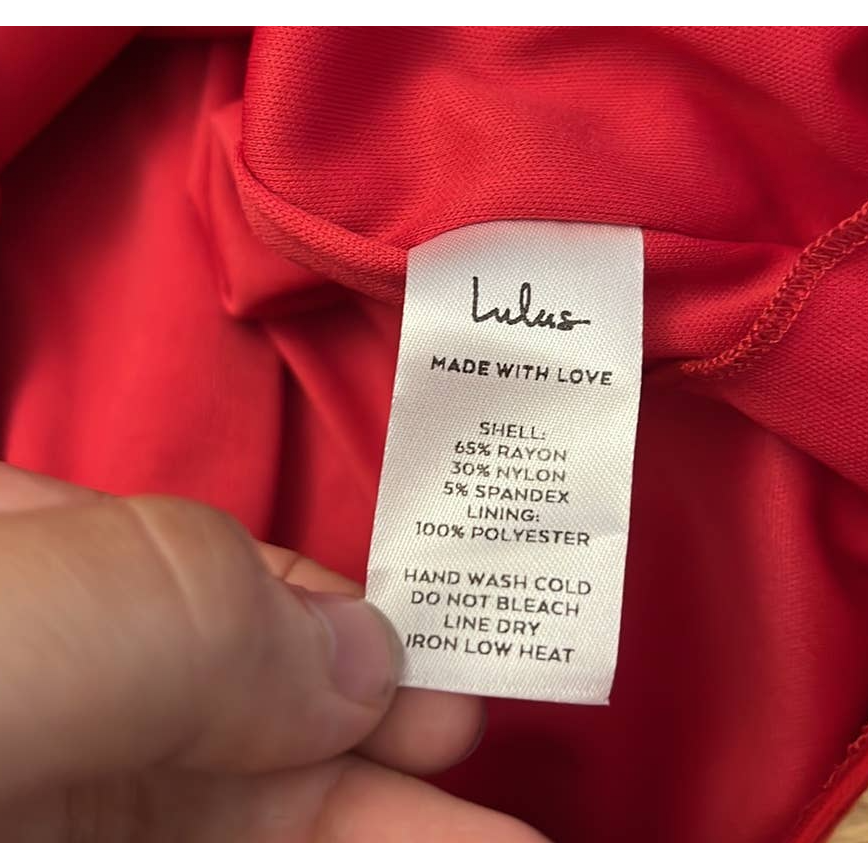 Lulus
MADE WITH LOVE
SHELL:
65% RAYON
30% NYLON
5% SPANDEX
LINING:
100% POLYESTER
HAND WASH COLD
DO NOT BLEACH
LINE DRY
IRON LOW HEAT